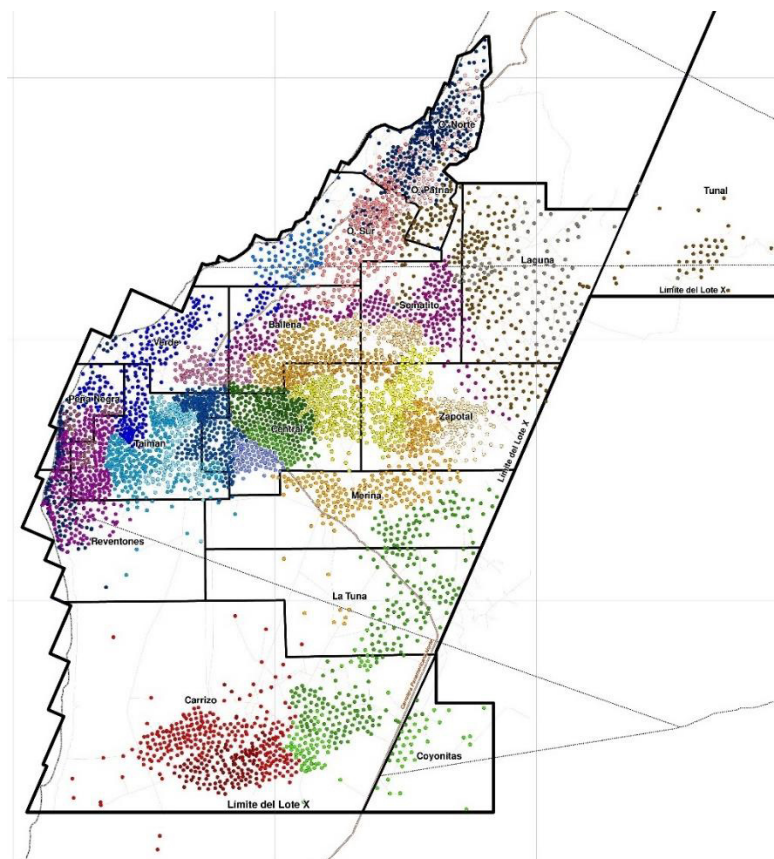 O. Norte
Tunal
O. Patria
O. Sur
Laguna
Limite del Lote X
Somatito
Ballena
Verde
Peña Negra
Zapotal
Central
Taiman
Limite del Lote X
Merina
Reventones
La Tuna
Carrizo
Coyonitas
Limite del Lote X